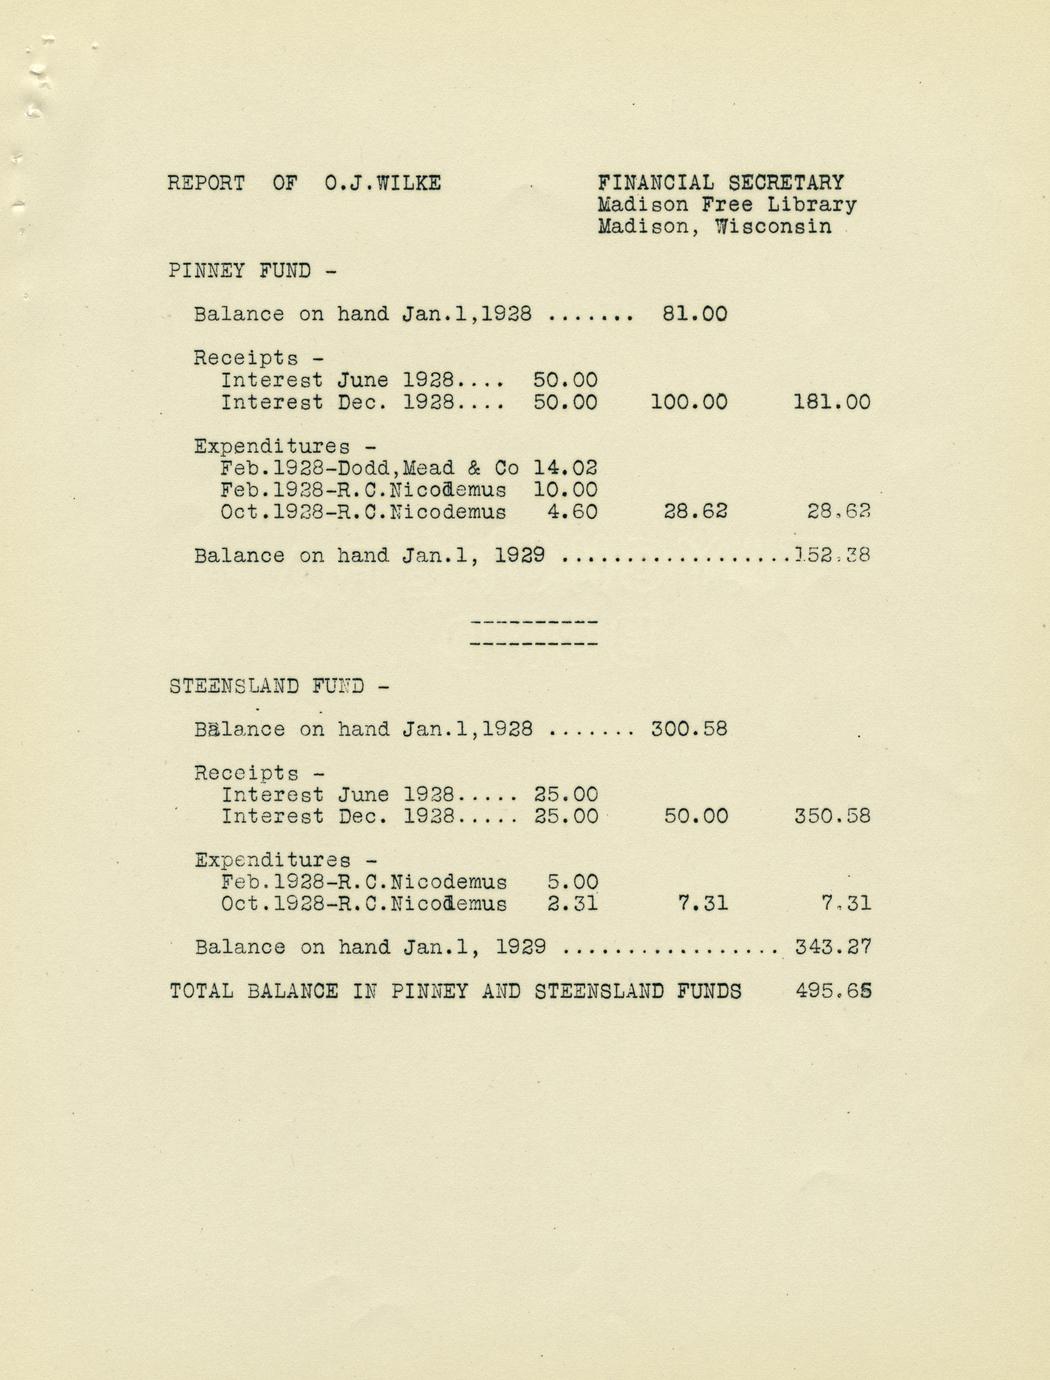 REPORT OF O.J.WILKE FINANCIAL SECRETARY
Madison Free Library
Madison, Wisconsin
PINNEY FUND -
Balance on hand Jan.1,1928 ....... 81.00
Receipts -
Interest June 1928.... 50.00
Interest Dec. 1928.... 50.00 100.00 181.00
Expenditures -
Feb.1928-Dodd,Mead & Co 14.02
Feb.1928-R.C.Nicodemus 10.00
Oct.1928-R.C.Nicodemus 4.60 28.62 28.62
Balance on hand Jan.1, 1929 ..................152.38
----------
----------
STEENSLAND FUND -
Balance on hand Jan.1,1928 ....... 300.58
Receipts -
Interest June 1928..... 25.00
Interest Dec. 1928..... 25.00 50.00 350.58
Expenditures -
Feb.1928-R.C.Nicodemus 5.00
Oct.1928-R.C.Nicodemus 2.31 7.31 7.31
Balance on hand Jan.1, 1929 ................. 343.27
TOTAL BALANCE IN PINNEY AND STEENSLAND FUNDS 495.65